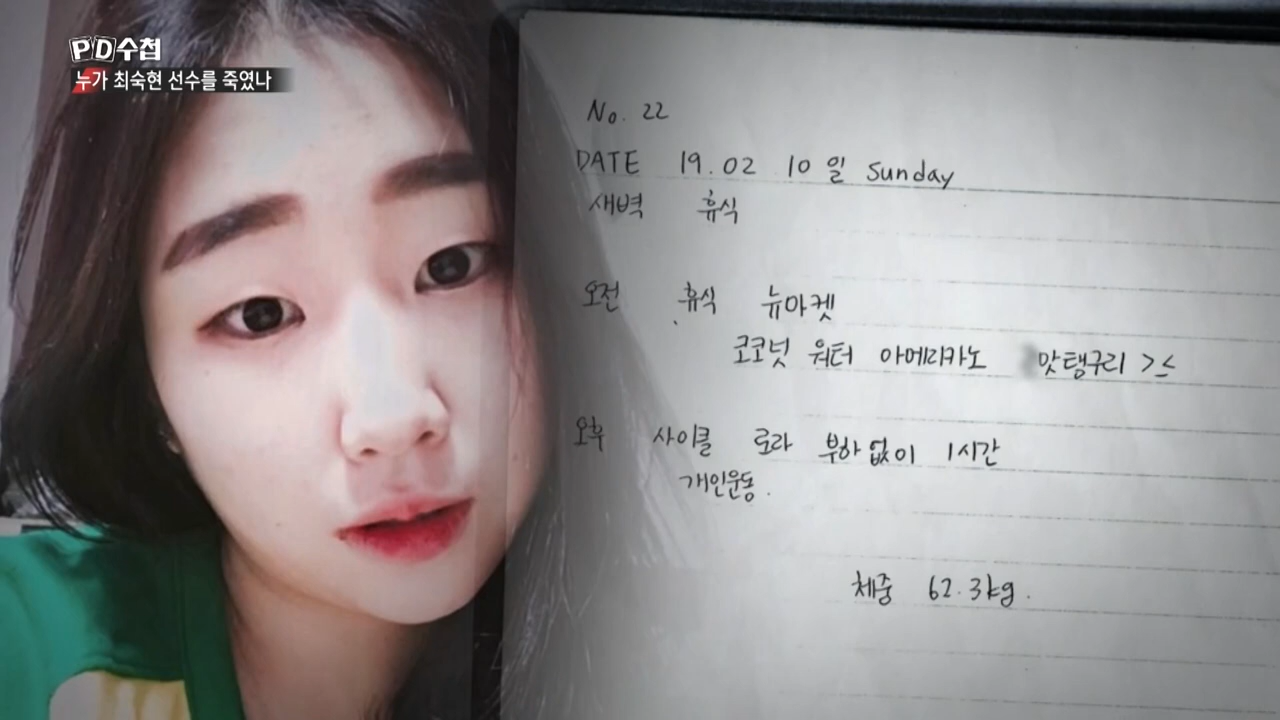 PD수첩
누가 최숙현 선수를 죽였나
No. 22
DATE 19.02 10일 Sunday
새벽 휴식
오전 휴식 뉴마켓
코코넛 워터 아메리카노 맛탱구리 >≤
오후 사이클 로라 부하 없이 1시간
개인운동.
체중 62.3kg.